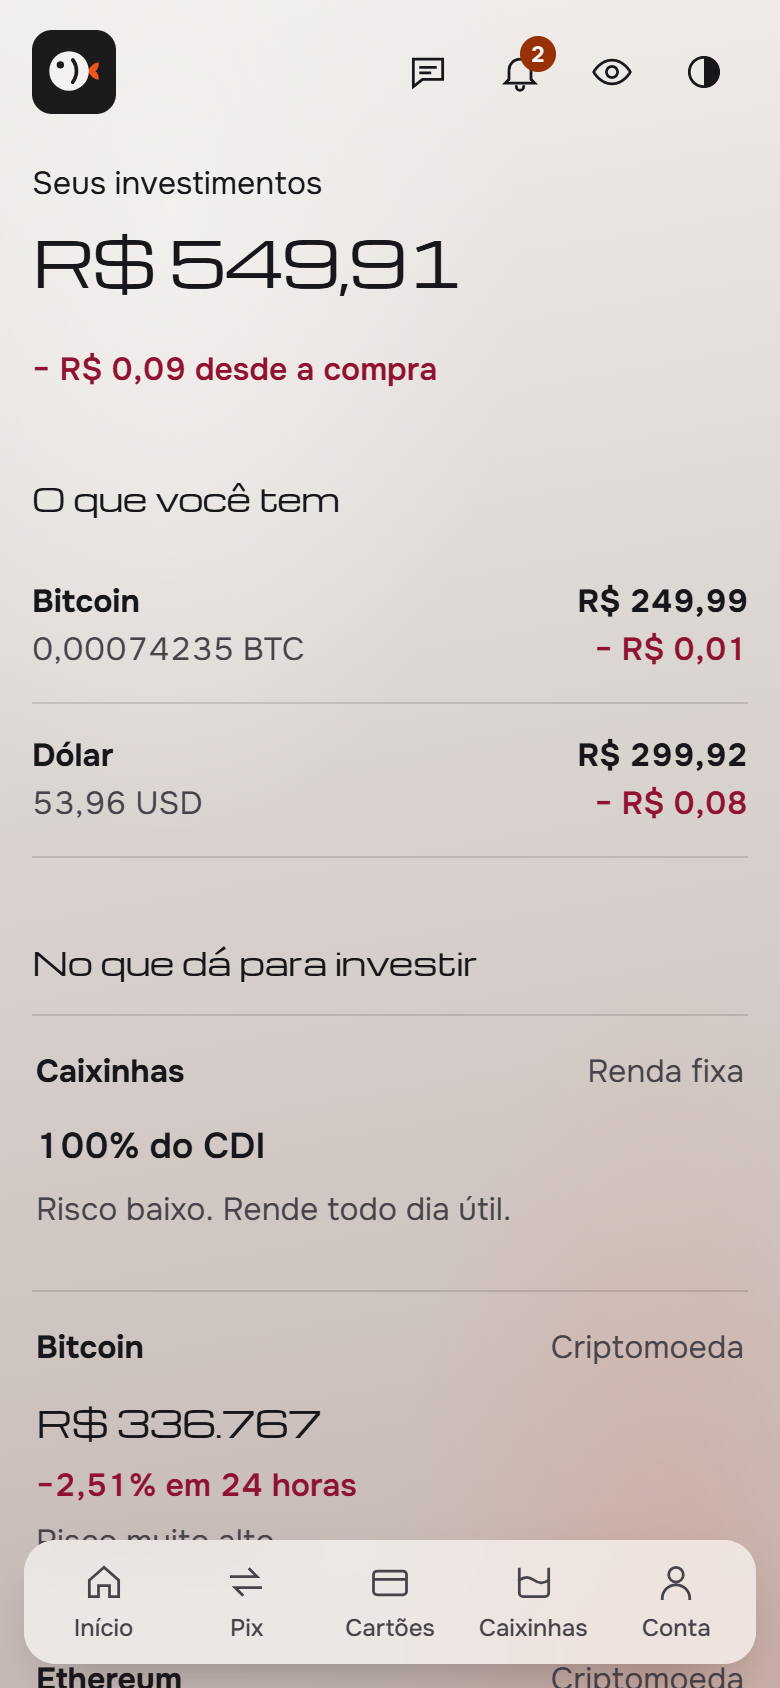 2
Seus investimentos
R$ 549,91
- R$ 0,09 desde a compra
O que você tem
Bitcoin R$ 249,99
0,00074235 BTC - R$ 0,01
Dólar R$ 299,92
53,96 USD - R$ 0,08
No que dá para investir
Caixinhas Renda fixa
100% do CDI
Risco baixo. Rende todo dia útil.
Bitcoin Criptomoeda
R$ 336.767
-2,51% em 24 horas
Risco muito alto
Início Pix Cartões Caixinhas Conta
Ethereum Criptomoeda